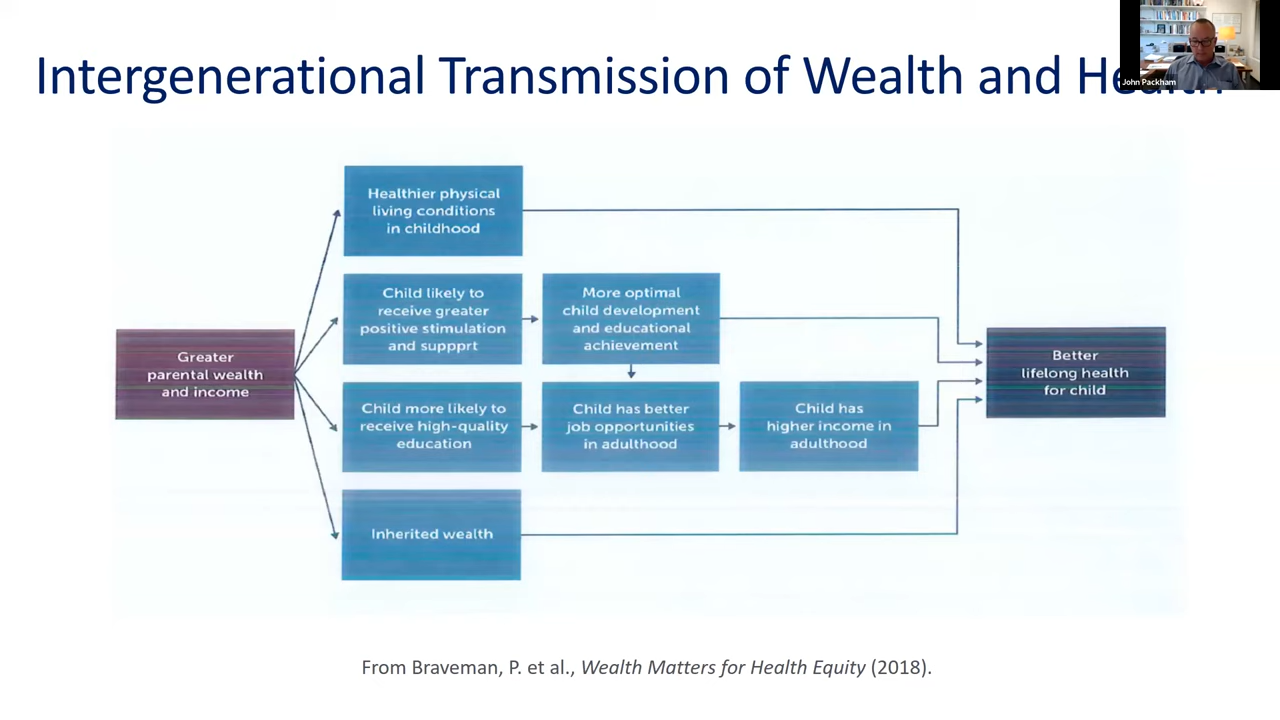 Intergenerational Transmission of Wealth and Health
John Packham
Healthier physical
living conditions
in childhood
Child likely to
receive greater
positive stimulation
and suppprt
More optimal
child development
and educational
achievement
Greater
parental wealth
and income
Better
lifelong health
for child
Child more likely to
receive high-quality
education
Child has better
job opportunities
in adulthood
Child has
higher income in
adulthood
Inherited wealth
From Braveman, P. et al., Wealth Matters for Health Equity (2018).